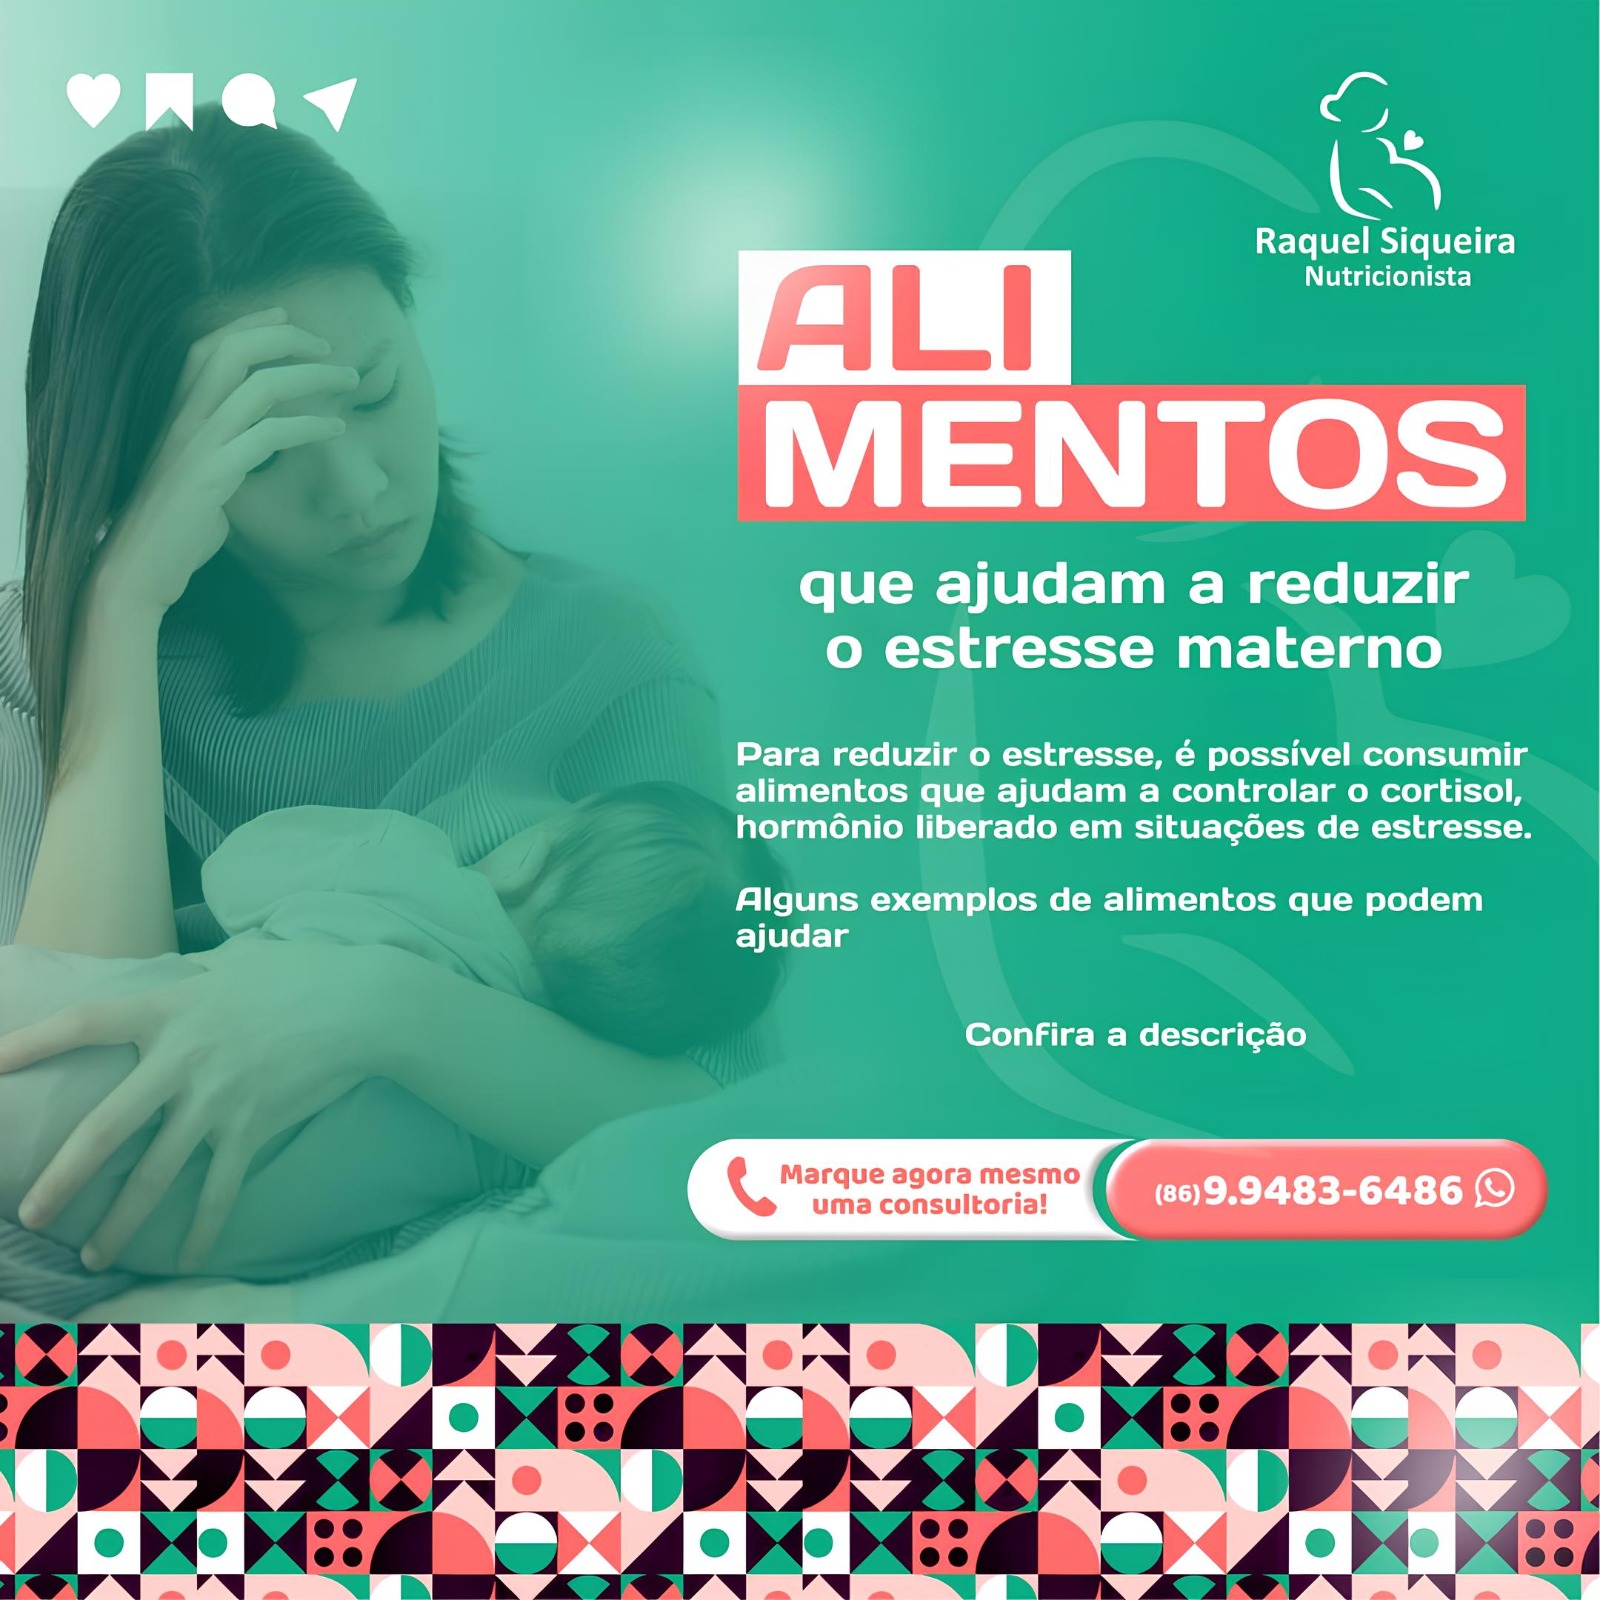 Raquel Siqueira
Nutricionista
ALI
MENTOS
que ajudam a reduzir
o estresse materno
Para reduzir o estresse, é possível consumir
alimentos que ajudam a controlar o cortisol,
hormônio liberado em situações de estresse.
Alguns exemplos de alimentos que podem
ajudar
Confira a descrição
Marque agora mesmo
uma consultoria!
(86)9.9483-6486